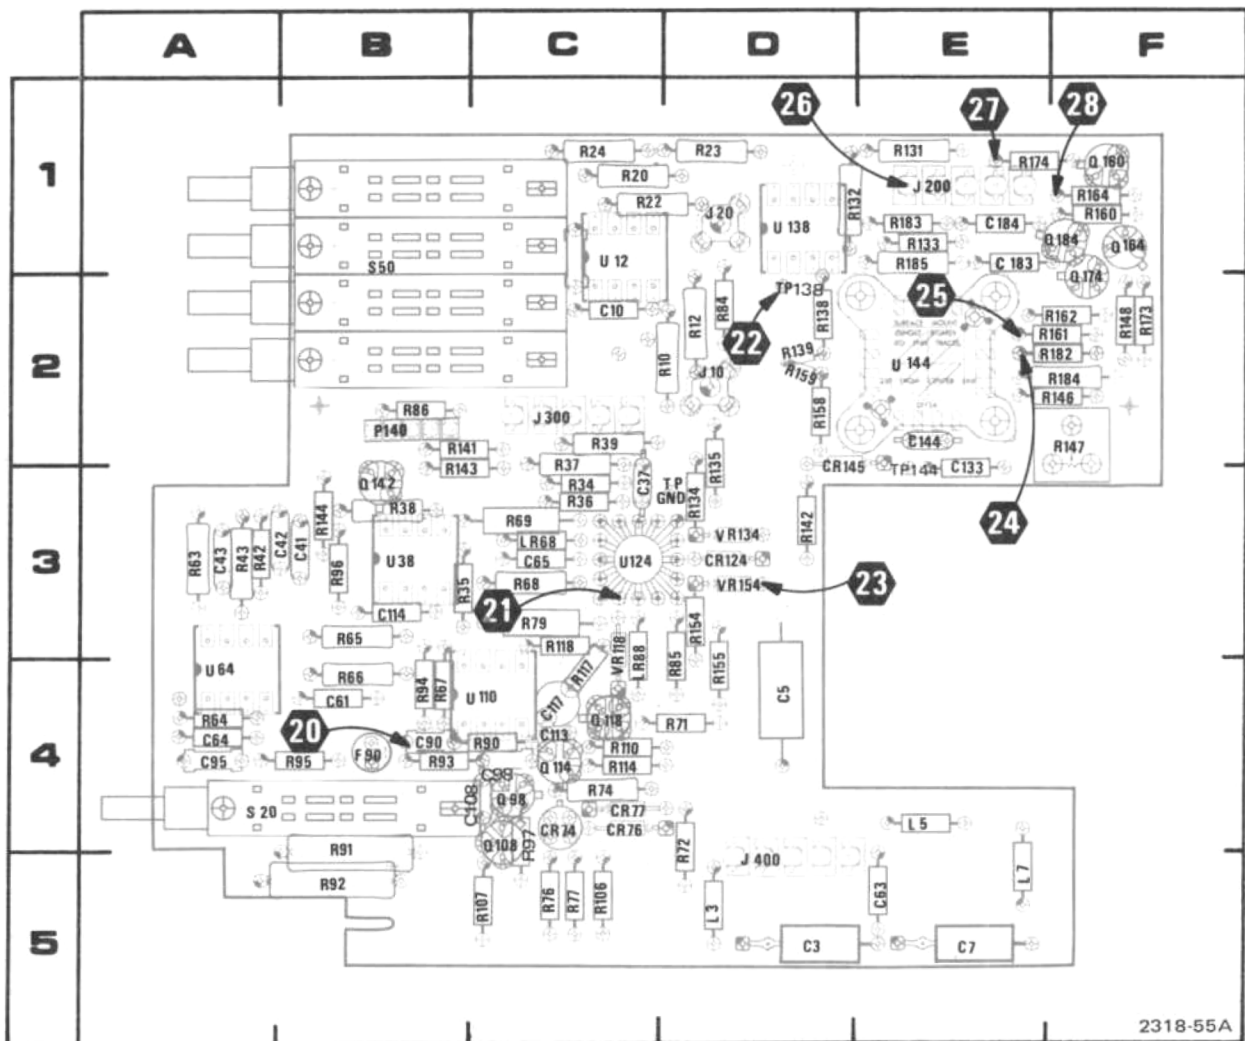 A B C D E F
26 27 28
1
R24 R23 R131 R174 Q160
R20 J200 R164
R22 J20 R132 R160
U138 R183 C184 Q184 Q164
S50 U12 R133
R185 C183 Q174
25
TP138
C10 R12 R84 R138 R162 R148 R173
22 R161
2
R10 R139 U144 R182
R159 J10 R184
R86 R158 R146
P140 J300
R141 R39 C144 R147
R143 R37 C37 R135 CR145 TP144 C133
Q142 R34 TP GND R134
R144 R38 R36 R142 24
3
R63 C43 R43 R42 C42 C41 R69 VR134
R96 U38 LR68 U124 CR124
C65
R35 R68 VR154 23
C114 21
R79 R154
R65 R118 VR118 LR88 R85 R155
U64 R66 R94 R67 R117 C5
C61 U110 C117
R64 20 Q118 R71
C64 C90 R90 C113 R110
4
C95 R95 F90 R93 Q114 R114
C98 R74
S20 C108 Q98 CR77
CR74 CR76 L5
R91 Q108 R97 R72 J400
R92 R107 R76 R77 R106 L3 C63 L7
5
C3 C7
2318-55A